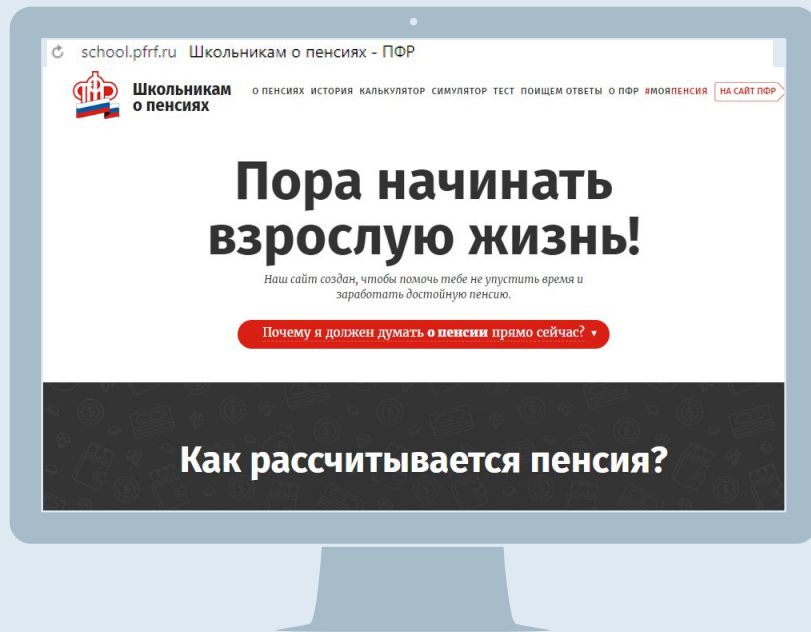 school.pfrf.ru Школьникам о пенсиях - ПФР
Школьникам
о пенсиях
О ПЕНСИЯХ ИСТОРИЯ КАЛЬКУЛЯТОР СИМУЛЯТОР ТЕСТ ПОИЩЕМ ОТВЕТЫ О ПФР #МОЯПЕНСИЯ НА САЙТ ПФР
Пора начинать
взрослую жизнь!
Наш сайт создан, чтобы помочь тебе не упустить время и
заработать достойную пенсию.
Почему я должен думать о пенсии прямо сейчас?
Как рассчитывается пенсия?